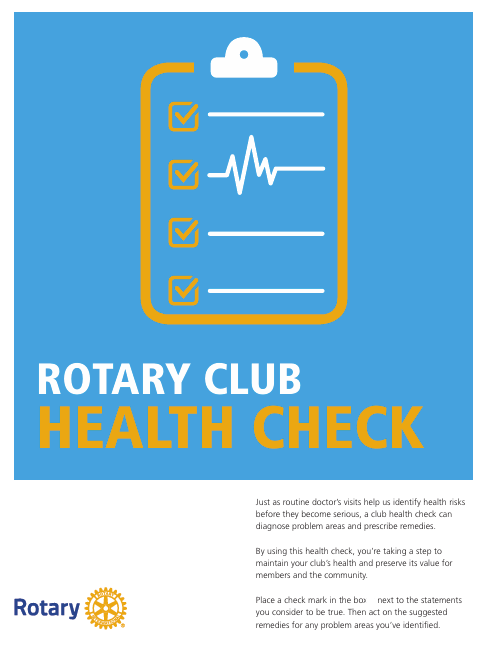 ROTARY CLUB
HEALTH CHECK
Just as routine doctor's visits help us identify health risks
before they become serious, a club health check can
diagnose problem areas and prescribe remedies.
By using this health check, you're taking a step to
maintain your club's health and preserve its value for
members and the community.
Place a check mark in the box next to the statements
you consider to be true. Then act on the suggested
remedies for any problem areas you've identified.
Rotary